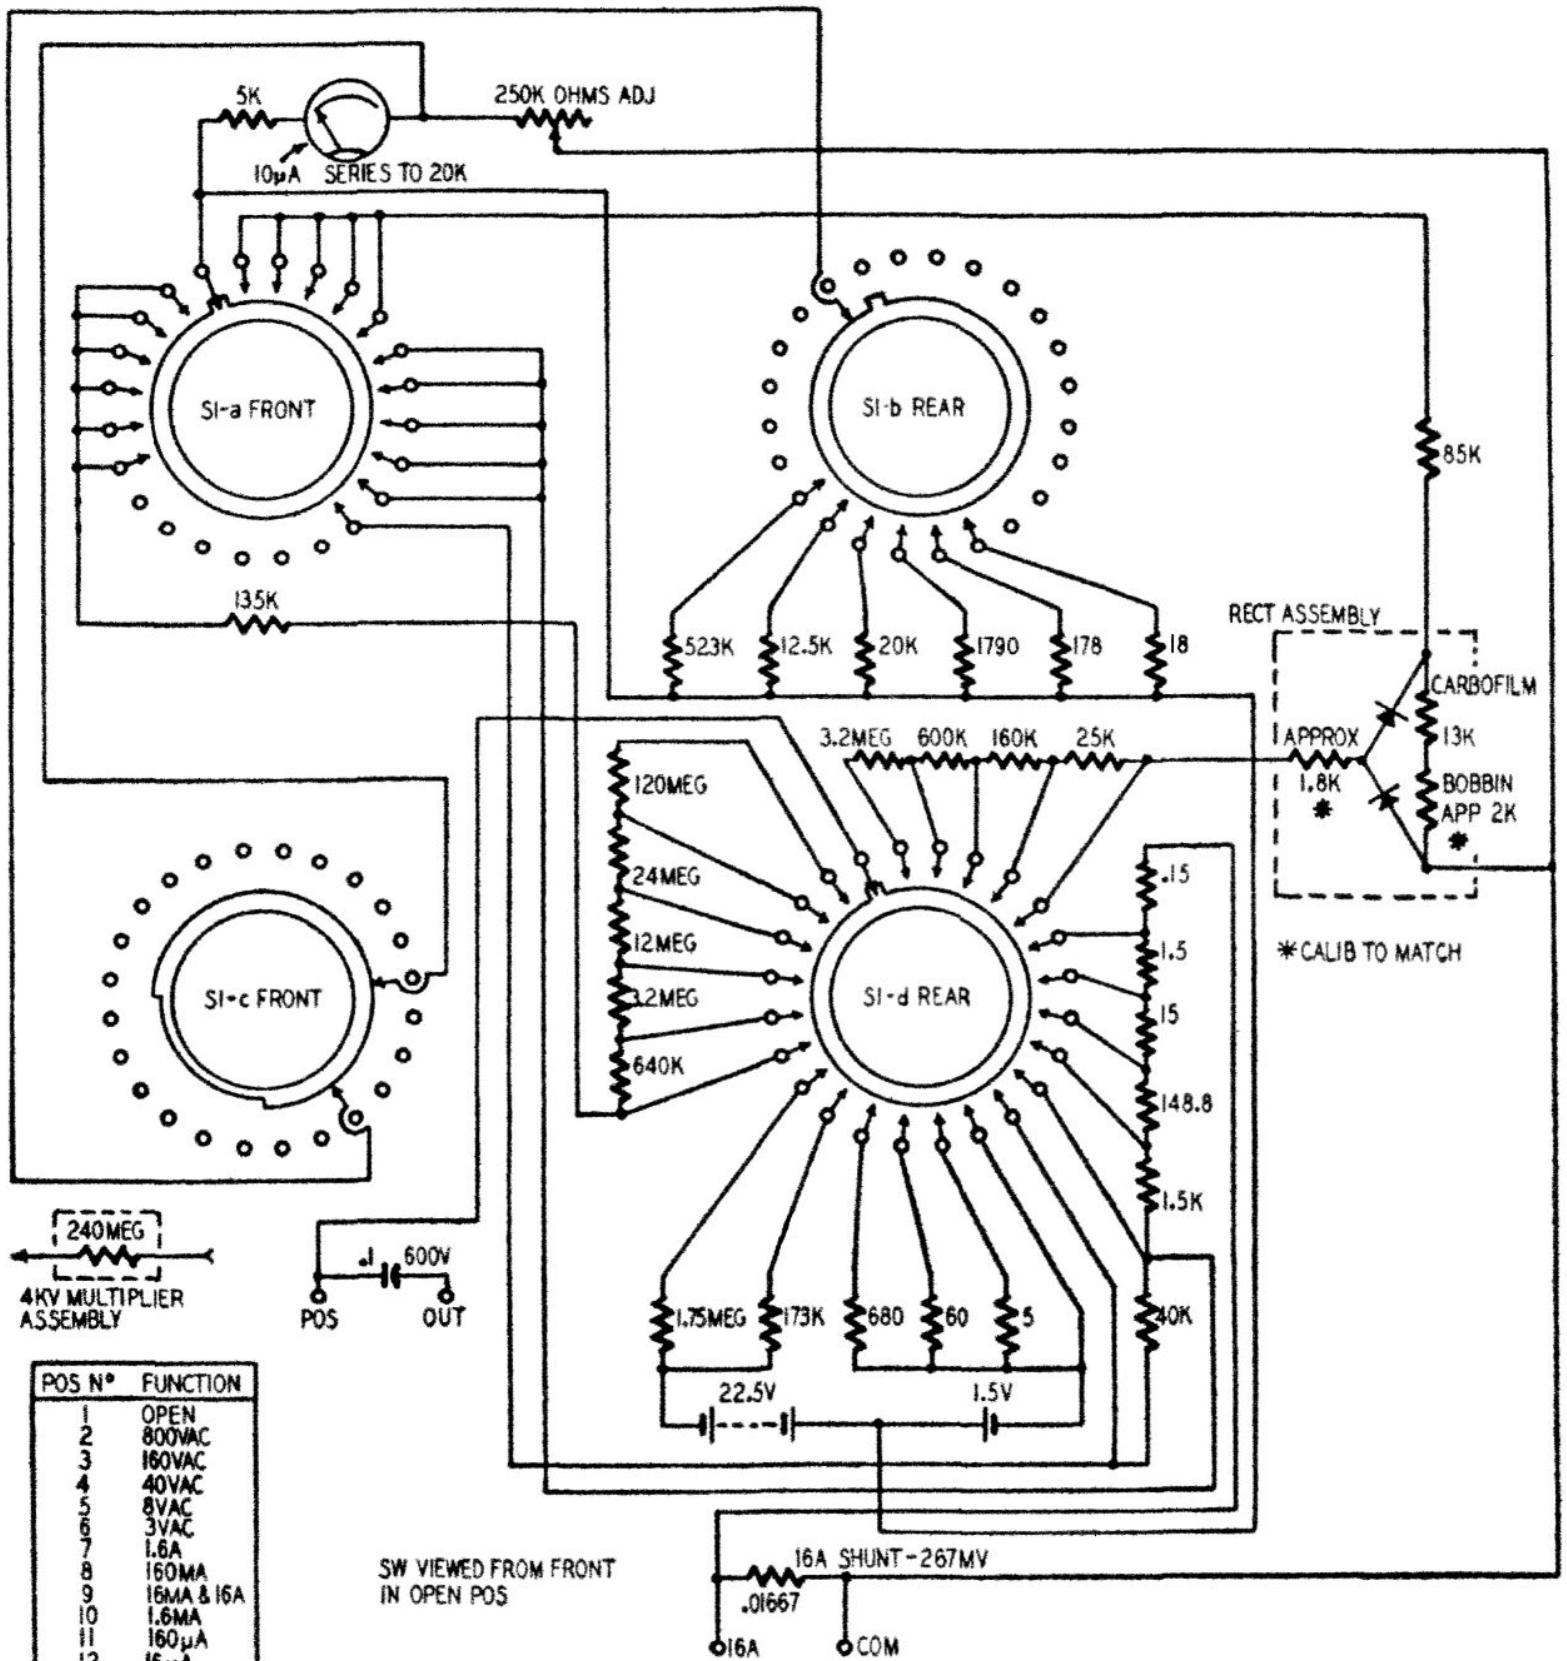 5K
250K OHMS ADJ
10µA SERIES TO 20K
S1-a FRONT
S1-b REAR
85K
135K
523K
12.5K
20K
1790
178
18
RECT ASSEMBLY
CARBOFILM
13K
APPROX
1.8K
*
BOBBIN
APP 2K
*
3.2MEG
600K
160K
25K
120MEG
24MEG
12MEG
3.2MEG
640K
.15
1.5
15
148.8
1.5K
40K
*CALIB TO MATCH
S1-c FRONT
S1-d REAR
240MEG
4KV MULTIPLIER
ASSEMBLY
.1 600V
POS
OUT
1.75MEG
173K
680
60
5
22.5V
1.5V
POS Nº FUNCTION
1 OPEN
2 800VAC
3 160VAC
4 40VAC
5 8VAC
6 3VAC
7 1.6A
8 160MA
9 16MA & 16A
10 1.6MA
11 160µA
SW VIEWED FROM FRONT
IN OPEN POS
16A SHUNT-267MV
.01667
16A
COM